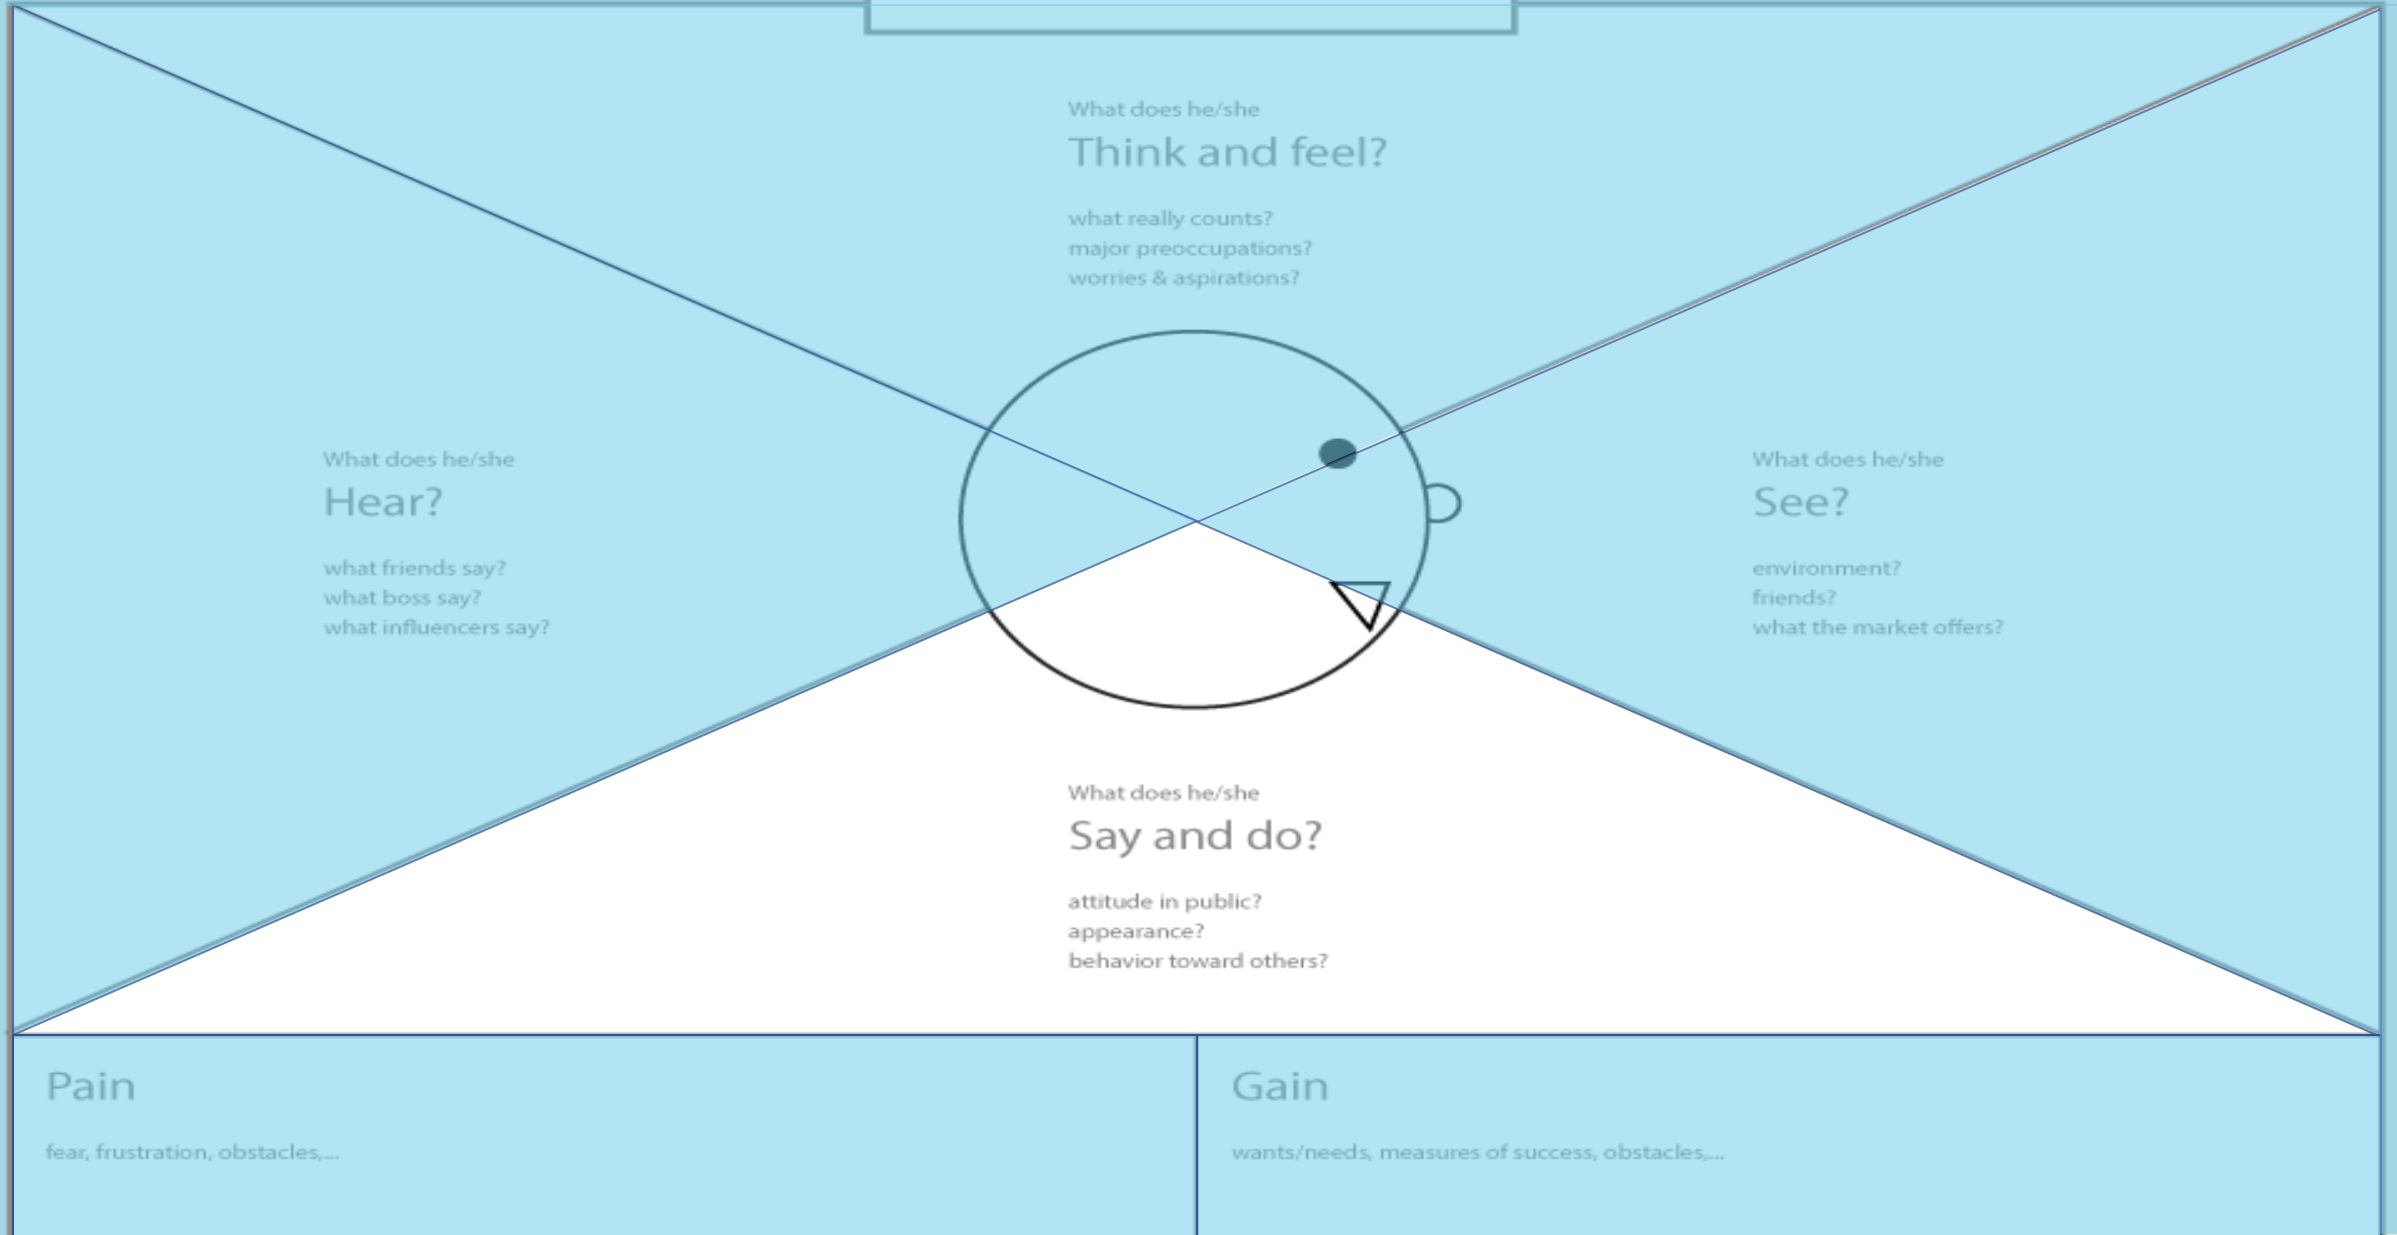 What does he/she
Think and feel?
what really counts?
major preoccupations?
worries & aspirations?
What does he/she
Hear?
what friends say?
what boss say?
what influencers say?
What does he/she
See?
environment?
friends?
what the market offers?
What does he/she
Say and do?
attitude in public?
appearance?
behavior toward others?
Pain
fear, frustration, obstacles,...
Gain
wants/needs, measures of success, obstacles,...